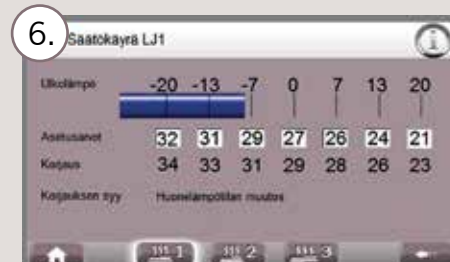 6.
Säätökäyrä LJ1
Ulkolämpö -20 -13 -7 0 7 13 20
Asetusarvot 32 31 29 27 26 24 21
Korjaus 34 33 31 29 28 26 23
Korjauksen syy Huonelämpötilan muutos
1 2 3